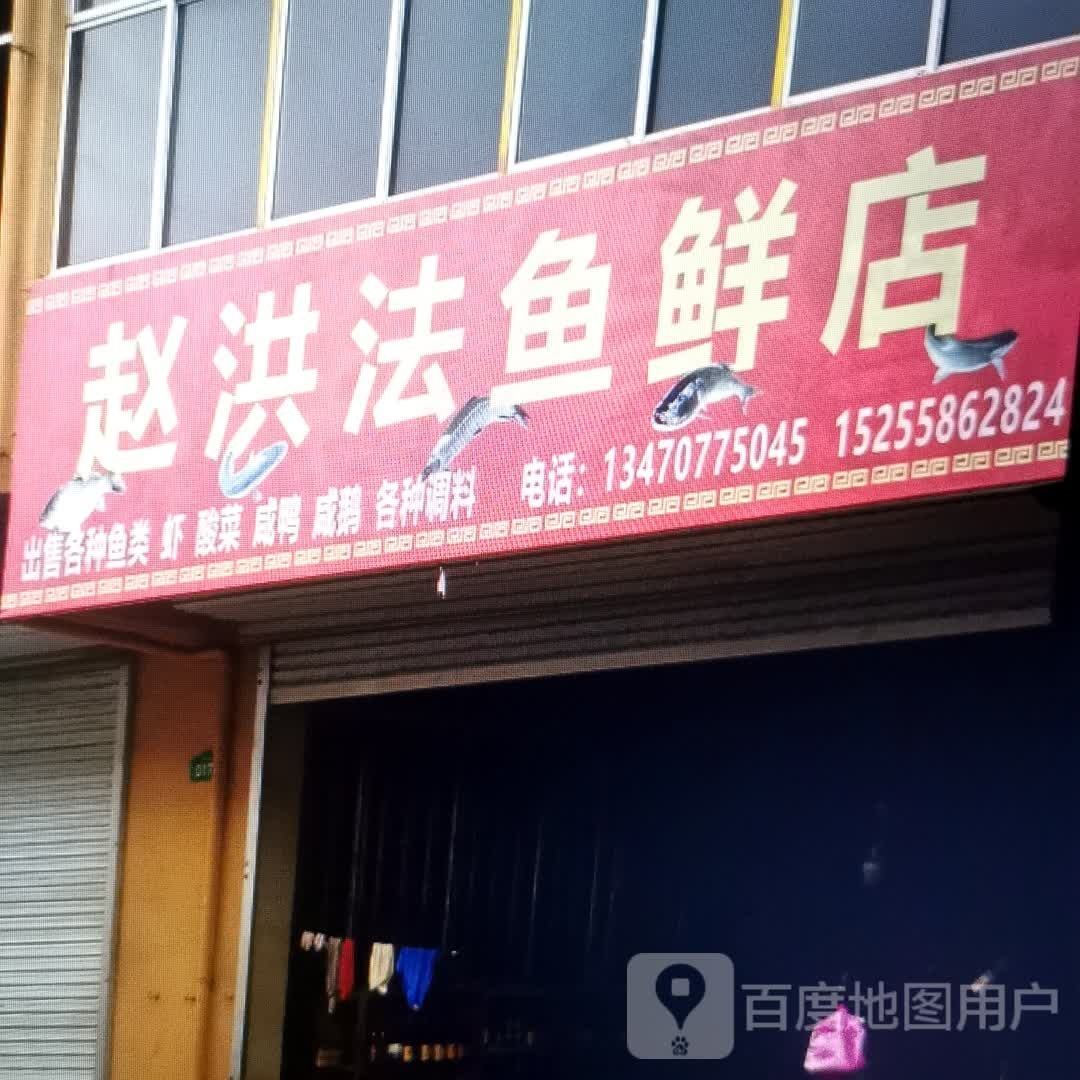 赵洪法鱼鲜店
出售各种鱼类 虾 酸菜 咸鸭 咸鹅 各种调料 电话：13470775045 15255862824
017
百度地图用户